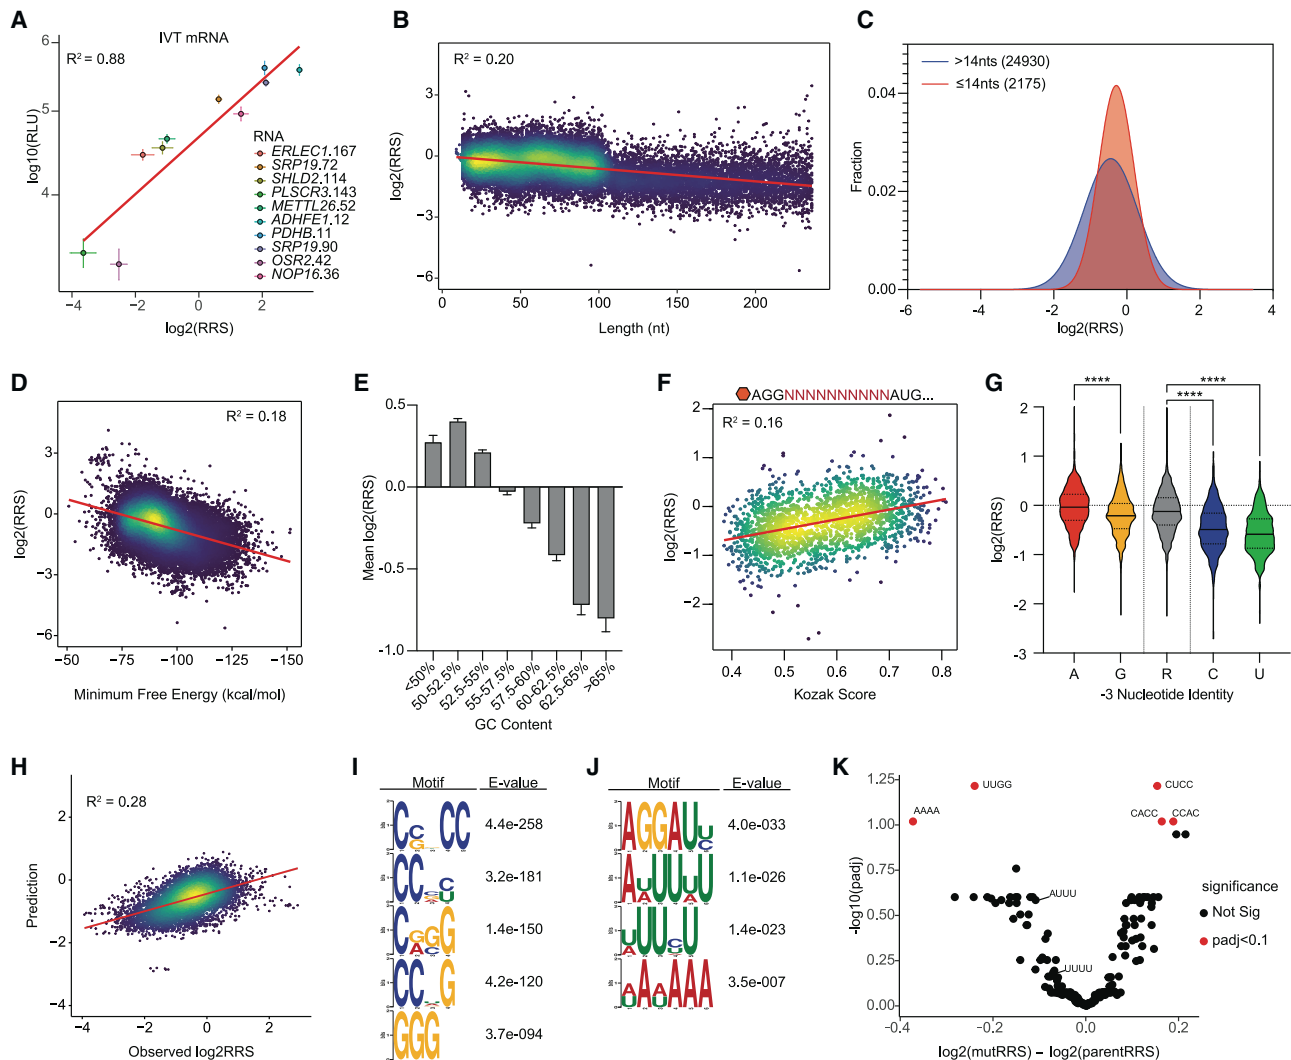 A
IVT mRNA
R² = 0.88
log10(RLU)
6
5
4
−4
−2
0
2
log2(RRS)
RNA
ERLEC1.167
SRP19.72
SHLD2.114
PLSCR3.143
METTL26.52
ADHFE1.12
PDHB.11
SRP19.90
OSR2.42
NOP16.36
B
R² = 0.20
log2(RRS)
3
0
−3
−6
0
50
100
150
200
Length (nt)
C
>14nts (24930)
≤14nts (2175)
Fraction
0.04
0.02
0.00
-6
-4
-2
0
2
4
log2(RRS)
D
R² = 0.18
log2(RRS)
3
0
−3
−6
−50
−75
−100
−125
−150
Minimum Free Energy (kcal/mol)
E
Mean log2(RRS)
0.5
0.0
-0.5
-1.0
<50%
50-52.5%
52.5-55%
55-57.5%
57.5-60%
60-62.5%
62.5-65%
>65%
GC Content
F
AGGNNNNNNNNNNAUG...
R² = 0.16
log2(RRS)
2
1
0
−1
−2
0.4
0.5
0.6
0.7
0.8
Kozak Score
G
****
****
****
log2(RRS)
2
1
0
-1
-2
-3
A
G
R
C
U
-3 Nucleotide Identity
H
R² = 0.28
Prediction
2
0
−2
−4
−4
−2
0
2
Observed log2RRS
I
Motif
E-value
4.4e-258
3.2e-181
1.4e-150
4.2e-120
GGG
3.7e-094
J
Motif
E-value
4.0e-033
1.1e-026
1.4e-023
3.5e-007
K
-log10(padj)
1.25
1.00
0.75
0.50
0.25
0.00
UUGG
CUCC
AAAA
CACC
CCAC
AUUU
UUUU
−0.4
−0.2
0.0
0.2
log2(mutRRS) − log2(parentRRS)
significance
Not Sig
padj<0.1